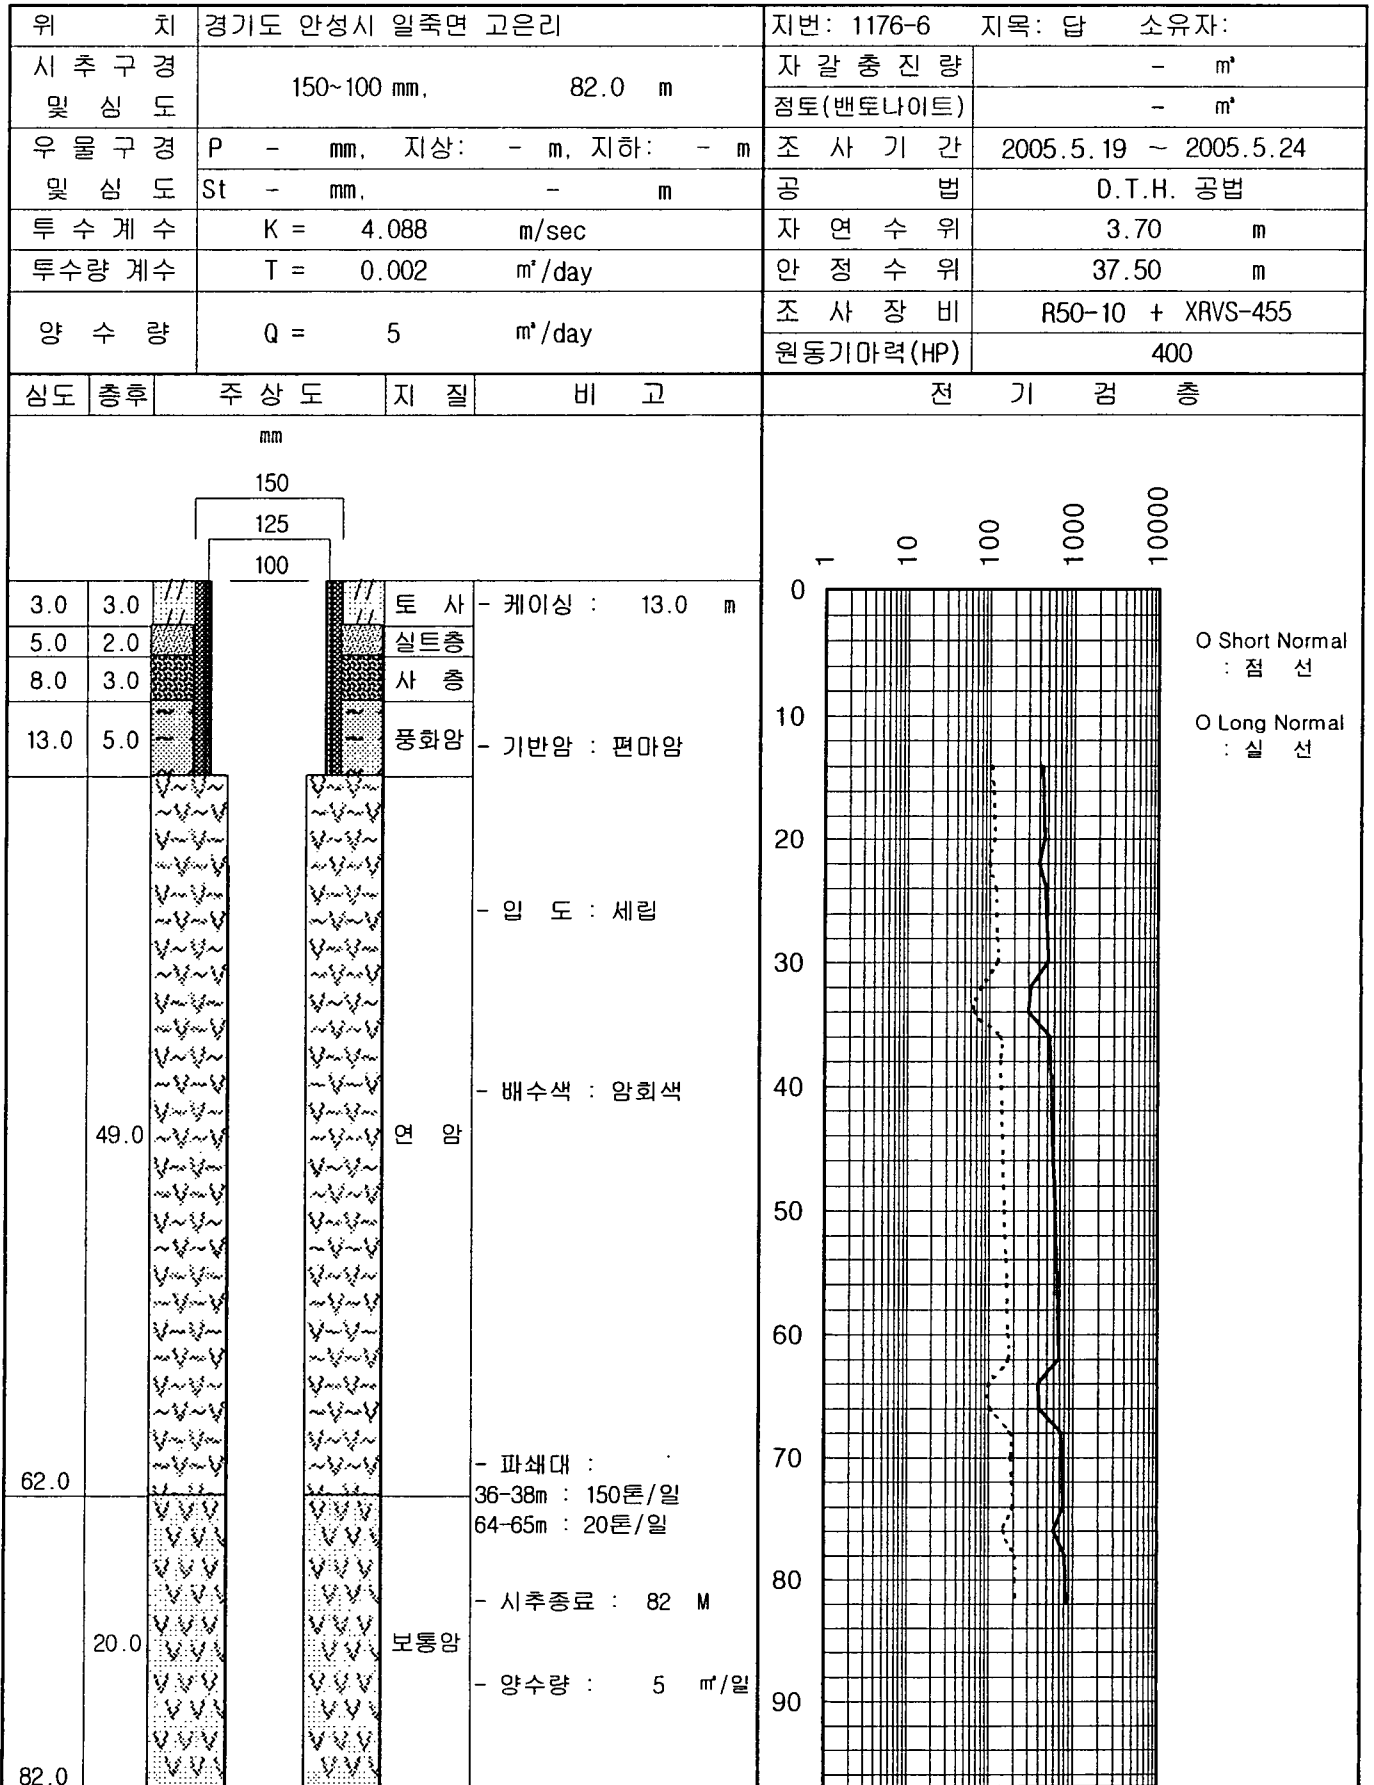 위 치 경기도 안성시 일죽면 고은리 지번: 1176-6 지목: 답 소유자:
시 추 구 경 및 심 도 150~100 mm, 82.0 m
자 갈 충 진 량 - ㎥
점토(밴토나이트) - ㎥
우 물 구 경 및 심 도 P - mm, 지상: - m, 지하: - m
St - mm, - m
조 사 기 간 2005.5.19 ~ 2005.5.24
공 법 D.T.H. 공법
투 수 계 수 K = 4.088 m/sec
자 연 수 위 3.70 m
투수량 계수 T = 0.002 ㎡/day
안 정 수 위 37.50 m
양 수 량 Q = 5 ㎥/day
조 사 장 비 R50-10 + XRVS-455
원동기마력(HP) 400
심도 층후 주 상 도 지 질 비 고 전 기 검 층
mm
150
125
100
3.0 3.0 토 사 - 케이싱 : 13.0 m
5.0 2.0 실트층
8.0 3.0 사 층
13.0 5.0 풍화암 - 기반암 : 편마암
- 입 도 : 세립
- 배수색 : 암회색
49.0 연 암
- 파쇄대 :
62.0
36-38m : 150톤/일
64-65m : 20톤/일
- 시추종료 : 82 M
20.0 보통암
- 양수량 : 5 ㎥/일
82.0
1 10 100 1000 10000
0
10
20
30
40
50
60
70
80
90
O Short Normal
: 점 선
O Long Normal
: 실 선